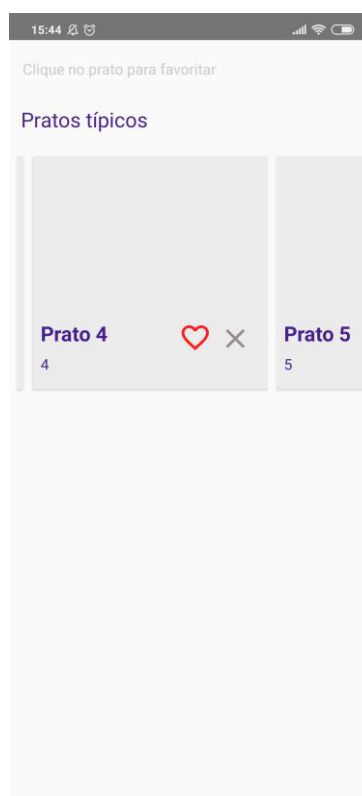 15:44
Clique no prato para favoritar
Pratos típicos
Prato 4
4
Prato 5
5